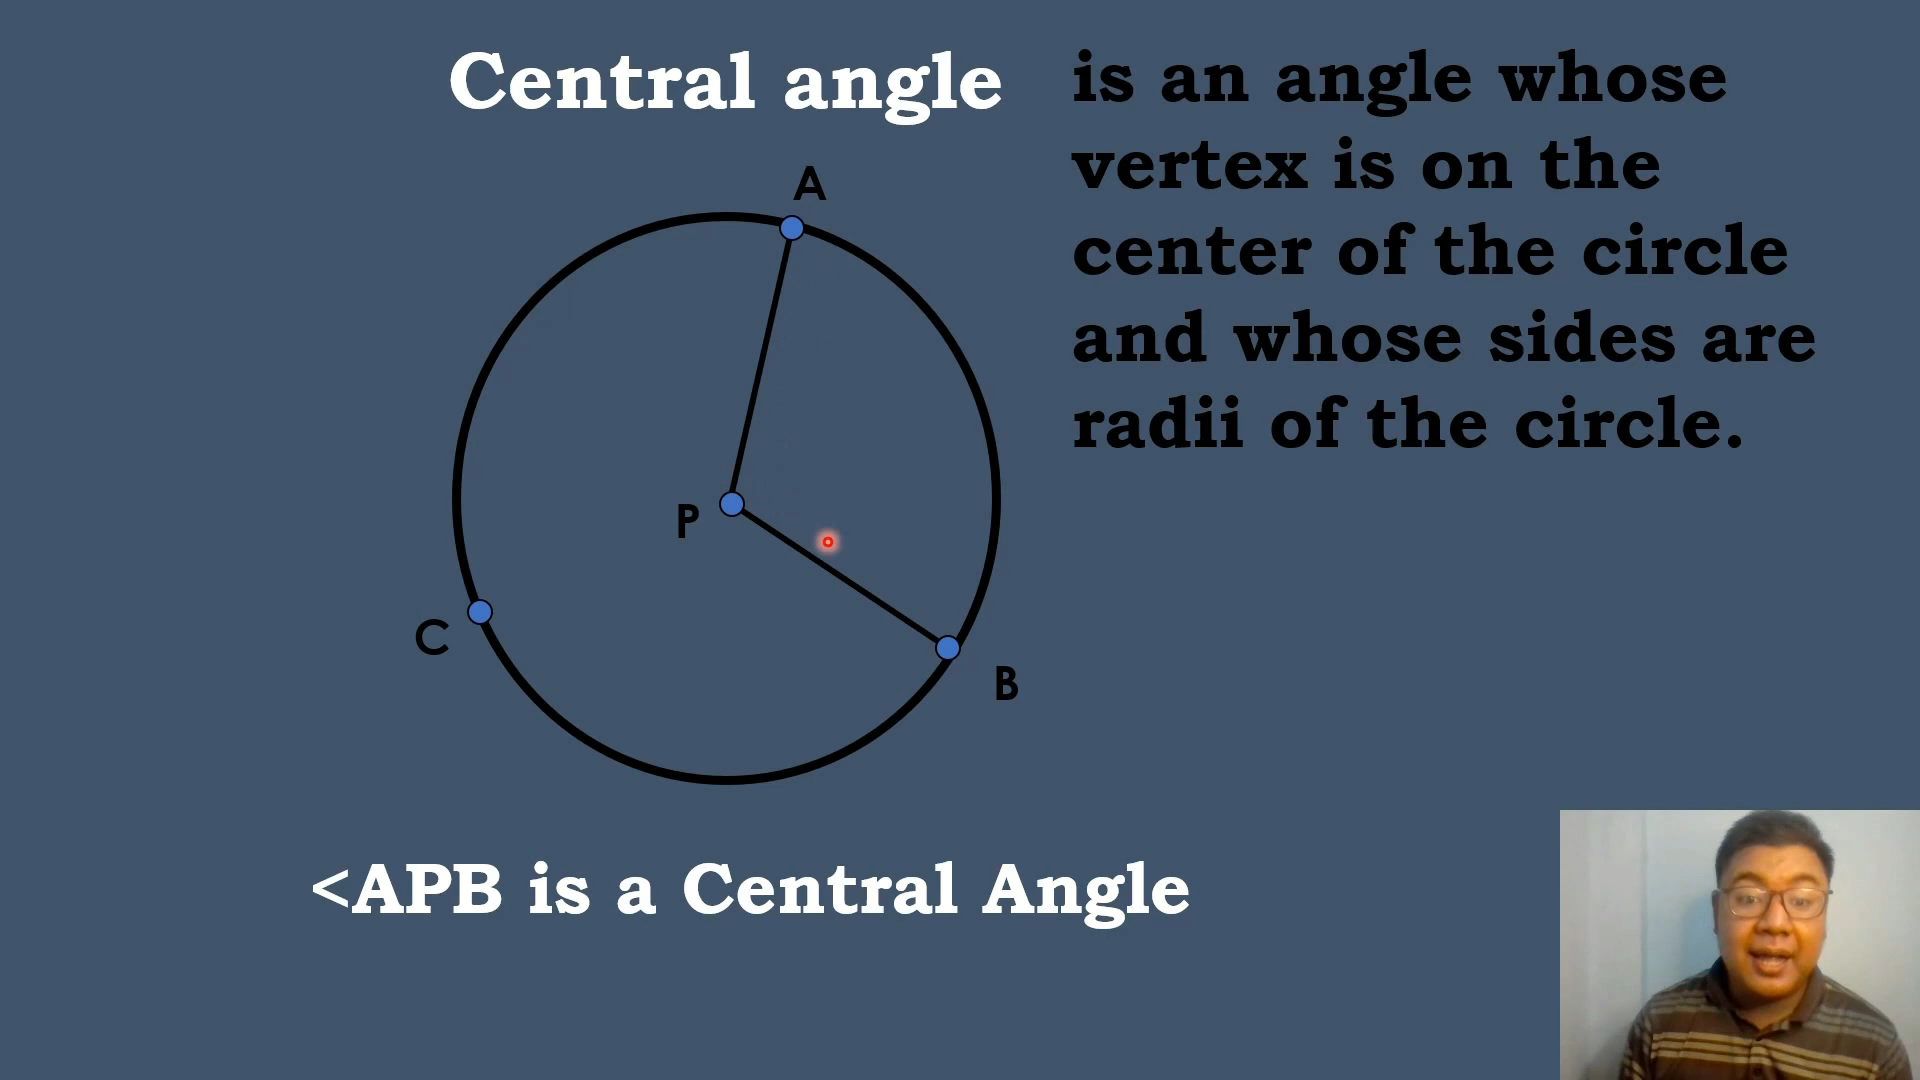 Central angle
is an angle whose
vertex is on the
center of the circle
and whose sides are
radii of the circle.
A
P
C
B
<APB is a Central Angle